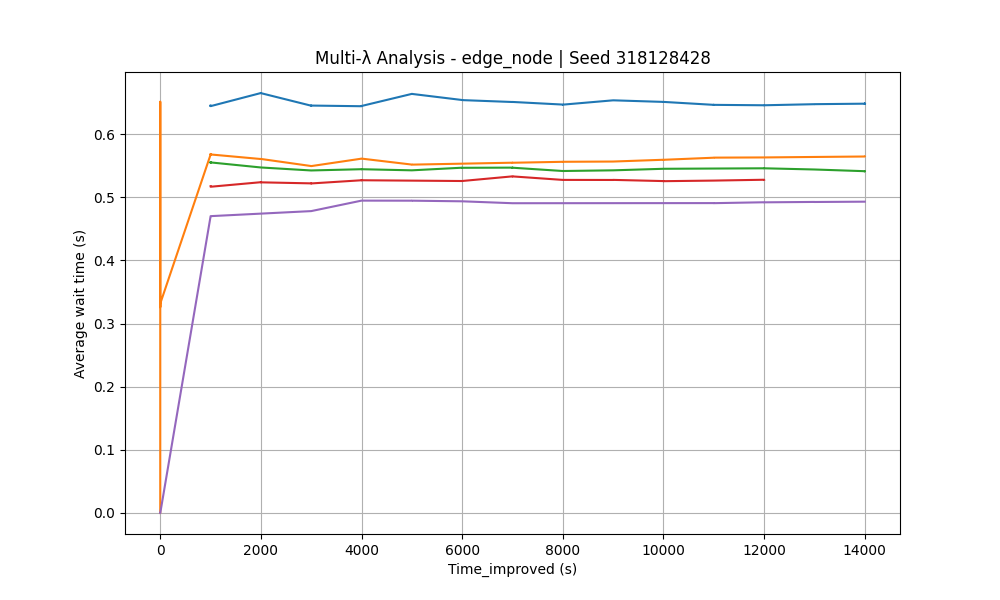 Multi-λ Analysis - edge_node | Seed 318128428
Average wait time (s)
0.6
0.5
0.4
0.3
0.2
0.1
0.0
0 2000 4000 6000 8000 10000 12000 14000
Time_improved (s)